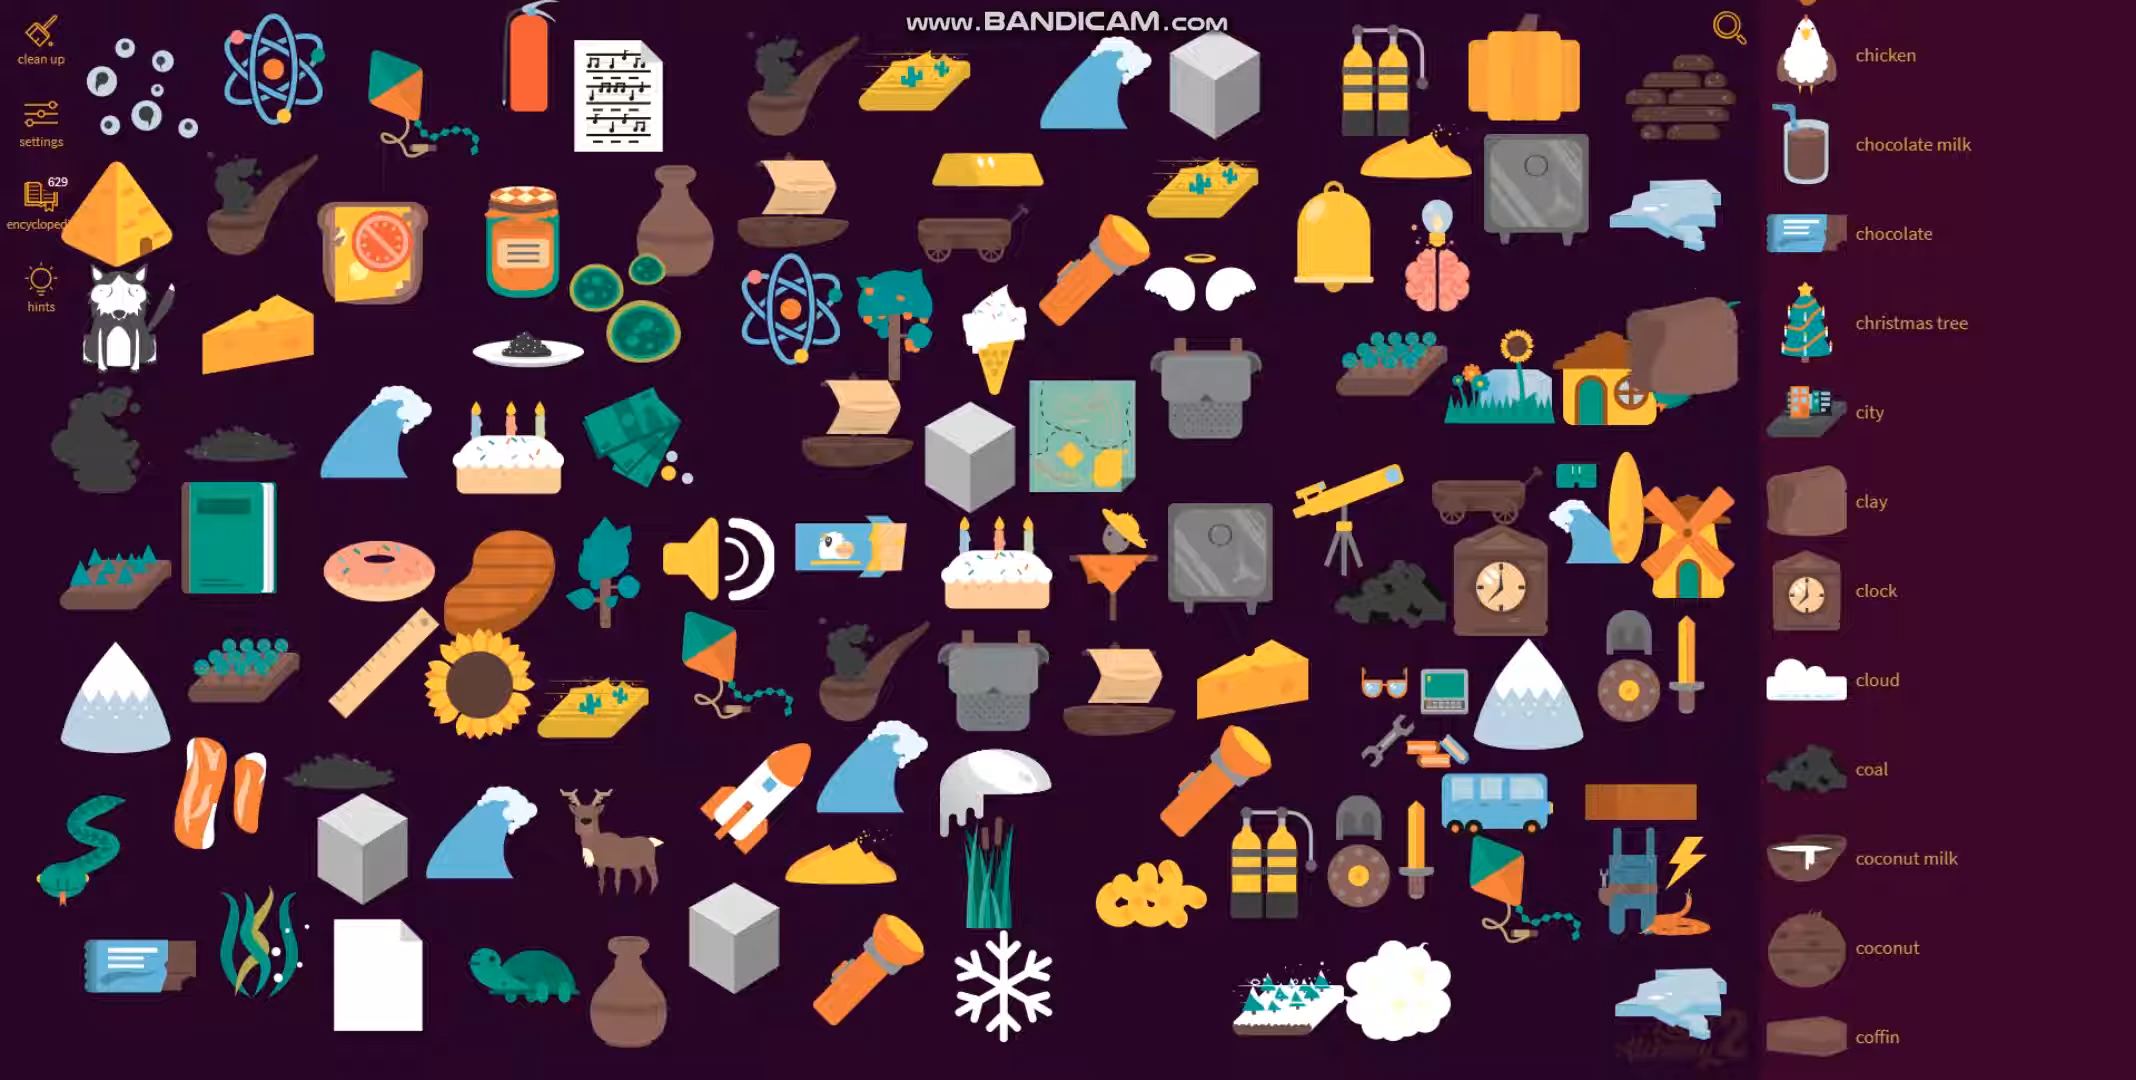 www.BANDICAM.com
clean up
settings
629
encycloped
hints
chicken
chocolate milk
chocolate
christmas tree
city
clay
clock
cloud
coal
coconut milk
coconut
coffin
2